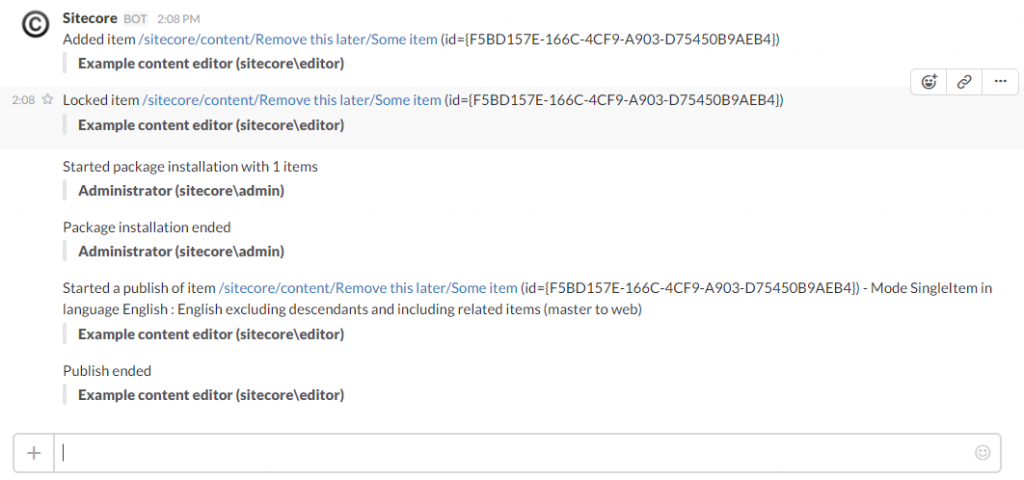 ©
Sitecore BOT 2:08 PM
Added item /sitecore/content/Remove this later/Some item (id={F5BD157E-166C-4CF9-A903-D75450B9AEB4})
Example content editor (sitecore\editor)
2:08 ☆ Locked item /sitecore/content/Remove this later/Some item (id={F5BD157E-166C-4CF9-A903-D75450B9AEB4})
Example content editor (sitecore\editor)
Started package installation with 1 items
Administrator (sitecore\admin)
Package installation ended
Administrator (sitecore\admin)
Started a publish of item /sitecore/content/Remove this later/Some item (id={F5BD157E-166C-4CF9-A903-D75450B9AEB4}) - Mode SingleItem in
language English : English excluding descendants and including related items (master to web)
Example content editor (sitecore\editor)
Publish ended
Example content editor (sitecore\editor)